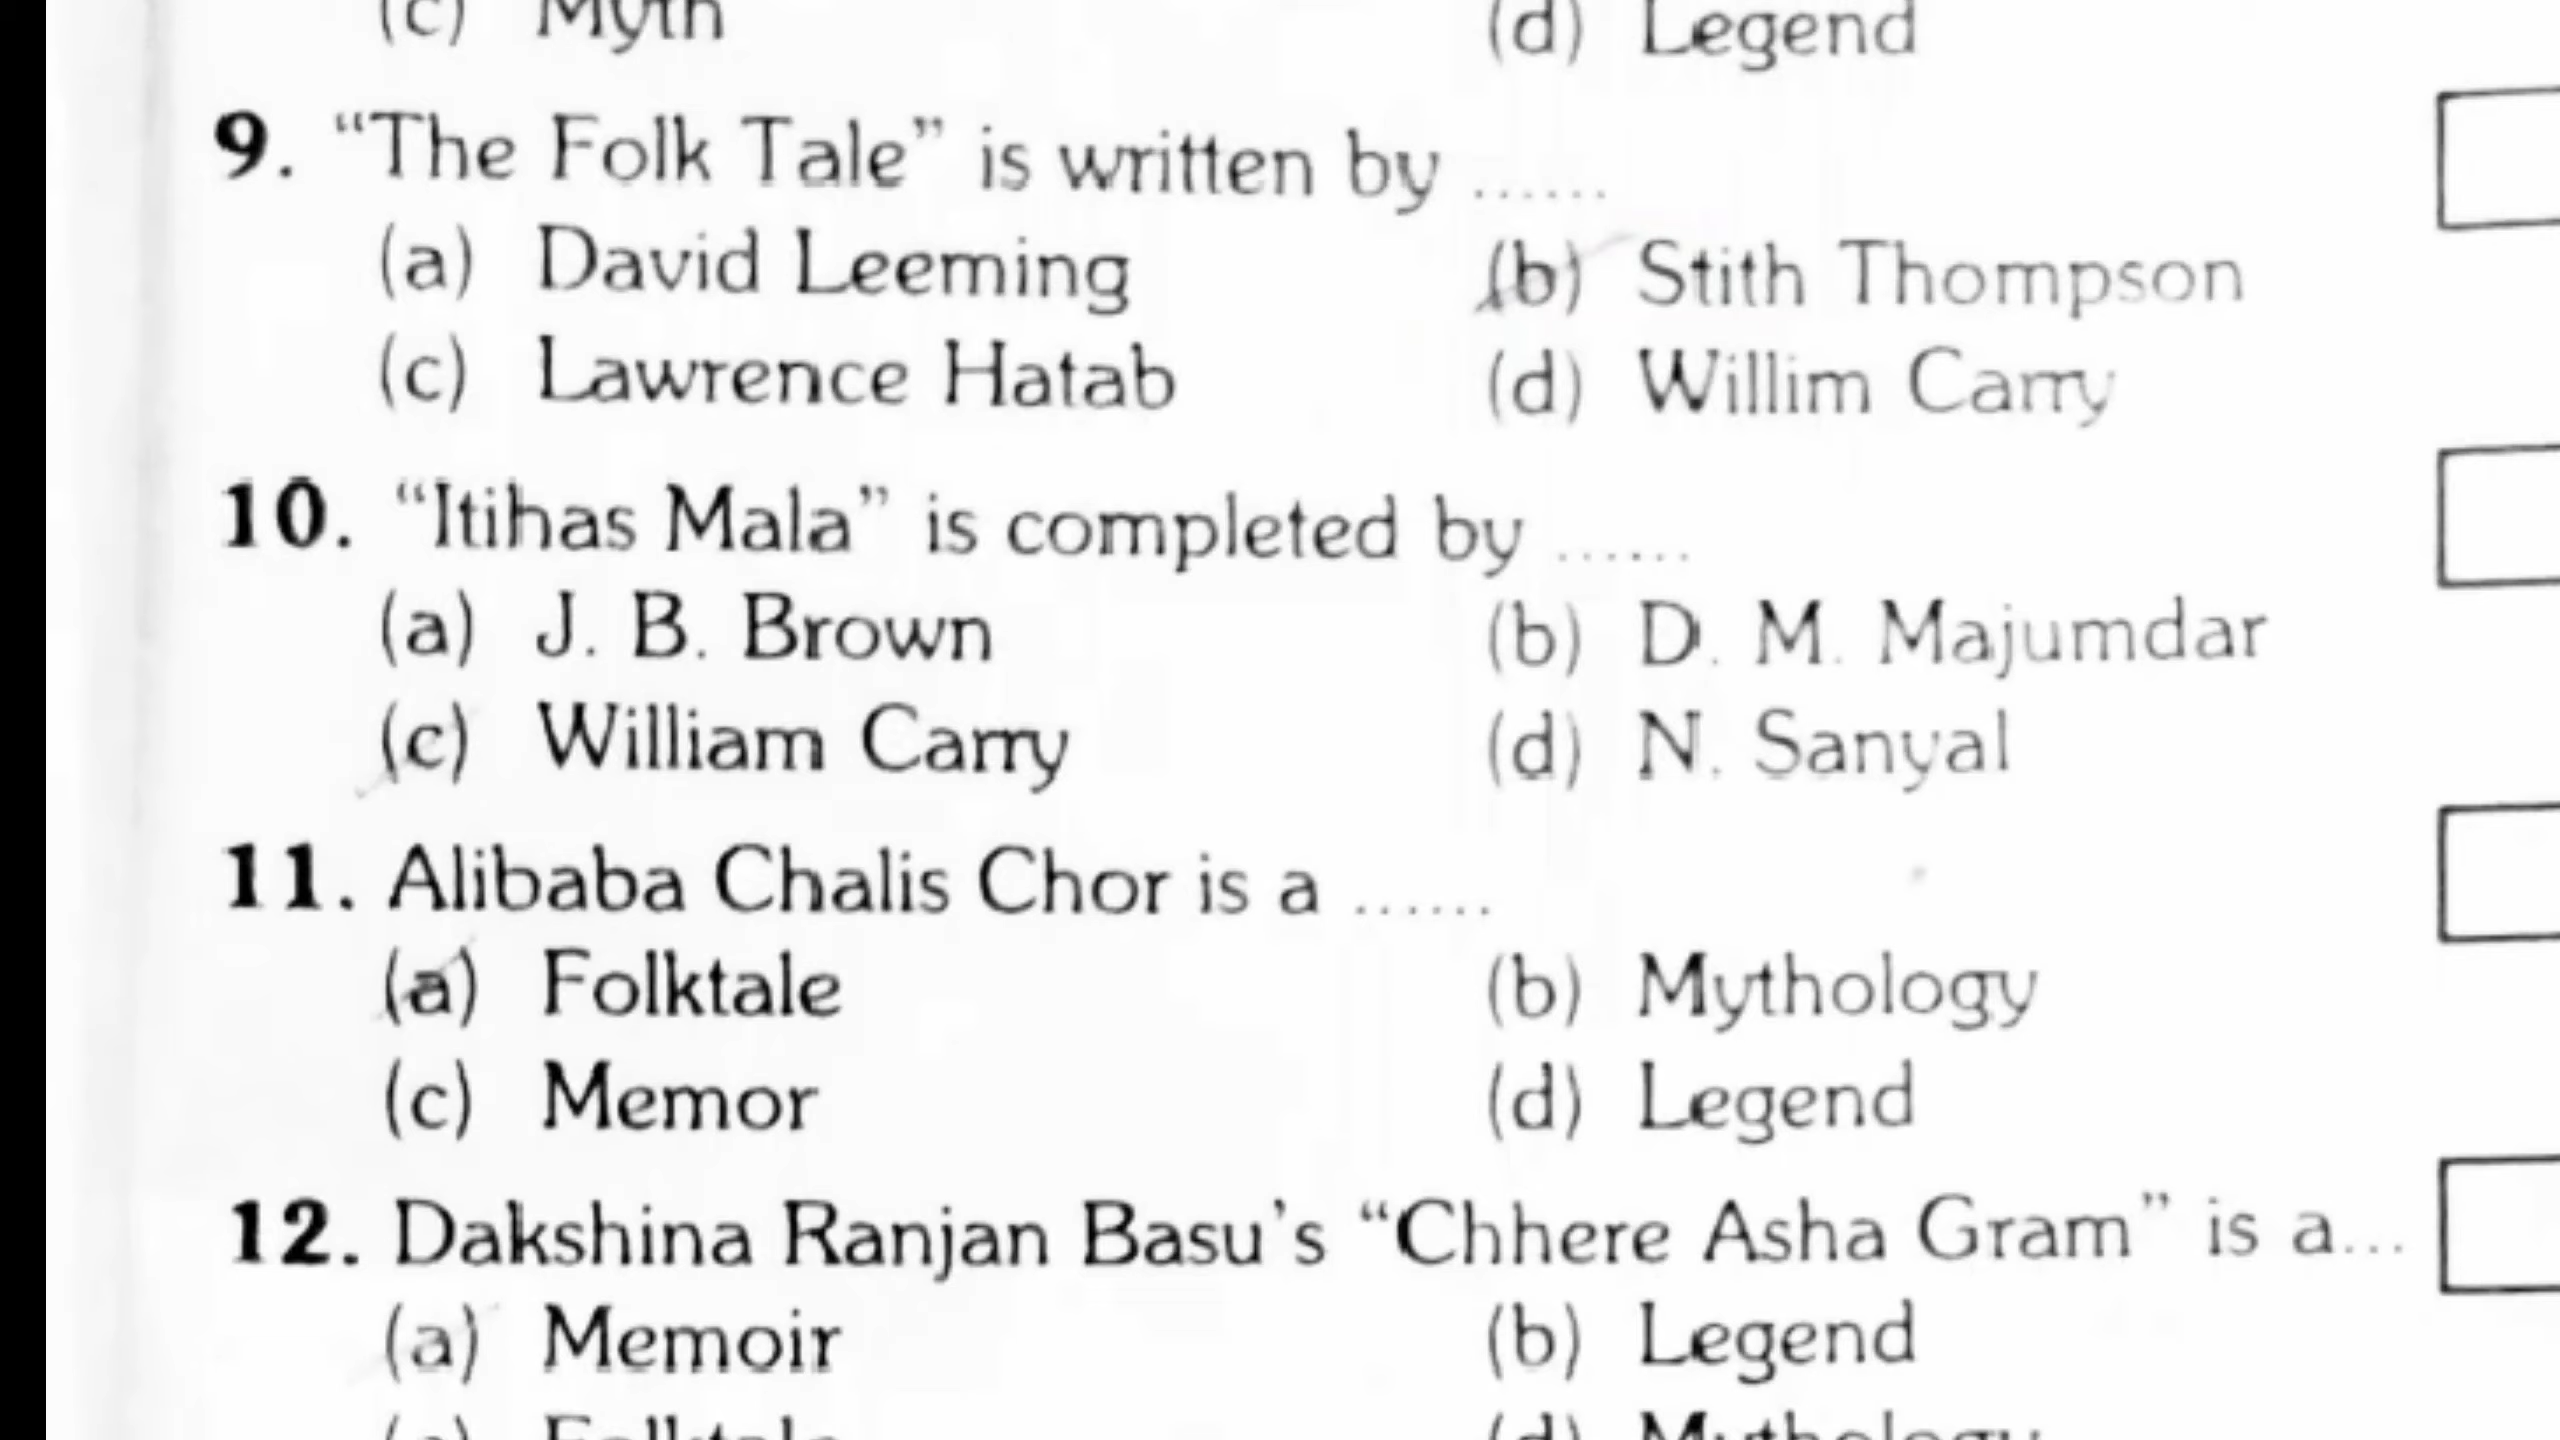 (c) Myth (d) Legend
9. “The Folk Tale” is written by ......
(a) David Leeming (b) Stith Thompson
(c) Lawrence Hatab (d) Willim Carry
10. “Itihas Mala” is completed by ......
(a) J. B. Brown (b) D. M. Majumdar
(c) William Carry (d) N. Sanyal
11. Alibaba Chalis Chor is a ......
(a) Folktale (b) Mythology
(c) Memor (d) Legend
12. Dakshina Ranjan Basu’s “Chhere Asha Gram” is a...
(a) Memoir (b) Legend
(c) Folktale (d) Mythology